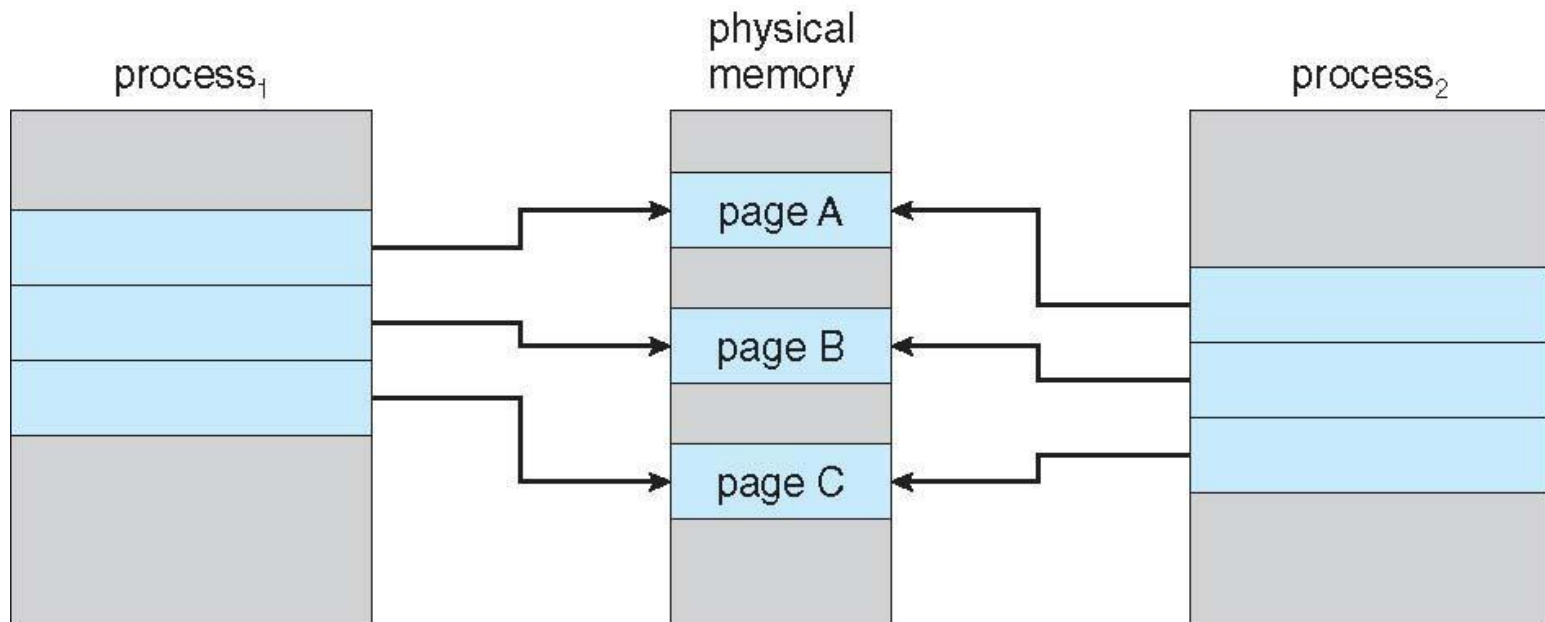 process₁
physical
memory
process₂
page A
page B
page C